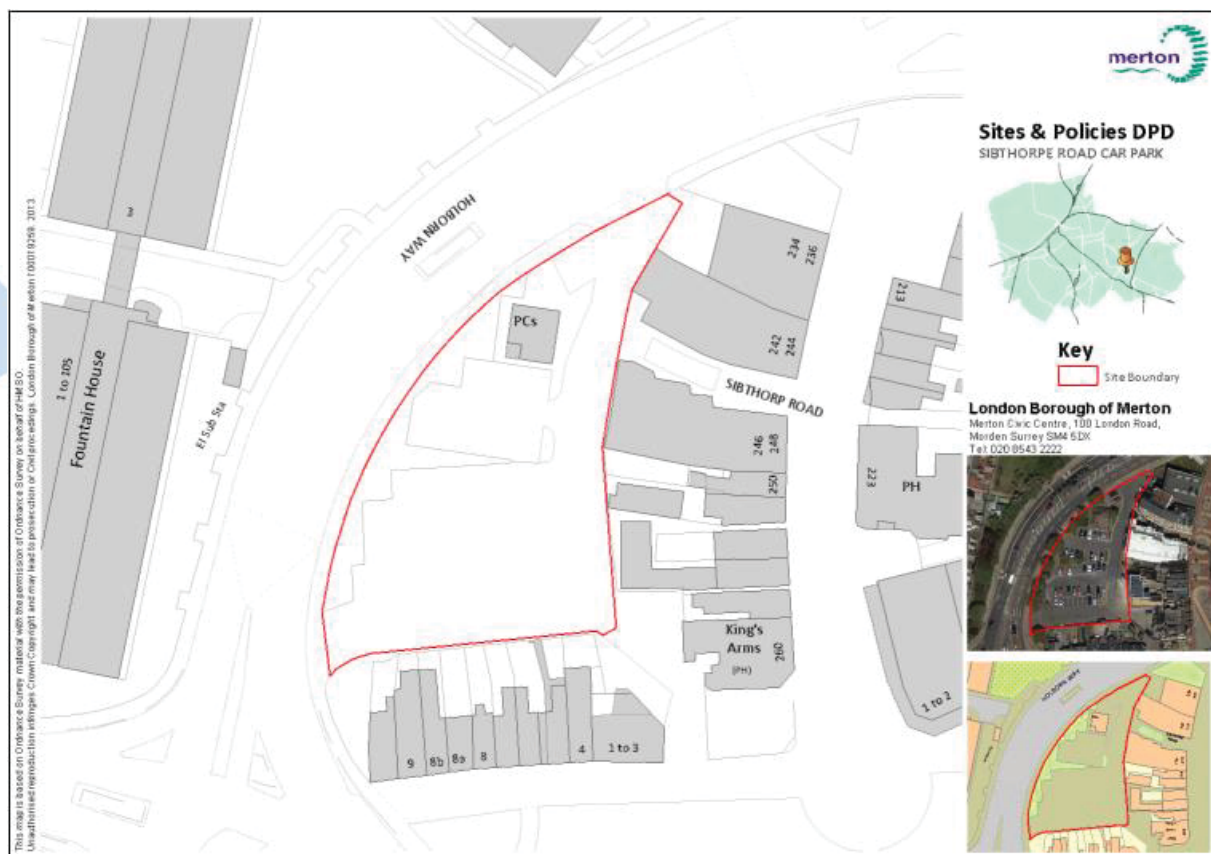 merton
Sites & Policies DPD
SIBTHORPE ROAD CAR PARK
Key
Site Boundary
London Borough of Merton
Merton Civic Centre, 100 London Road,
Morden Surrey SM4 5DX
Tel: 020 8543 2222
HOLBORN WAY
3
Fountain House
1 to 105
El Sub Sta
PCs
234
236
242
244
SIBTHORP ROAD
246
248
250
213
223
PH
King's
Arms
(PH)
260
1 to 2
9
8b
8a
8
4
1 to 3
HOLBORN WAY
This map is based on Ordnance Survey material with the permission of Ordnance Survey on behalf of HMSO.
Unauthorised reproduction infringes Crown Copyright and may lead to prosecution or Civil proceedings. London Borough of Merton 100019259. 2013.